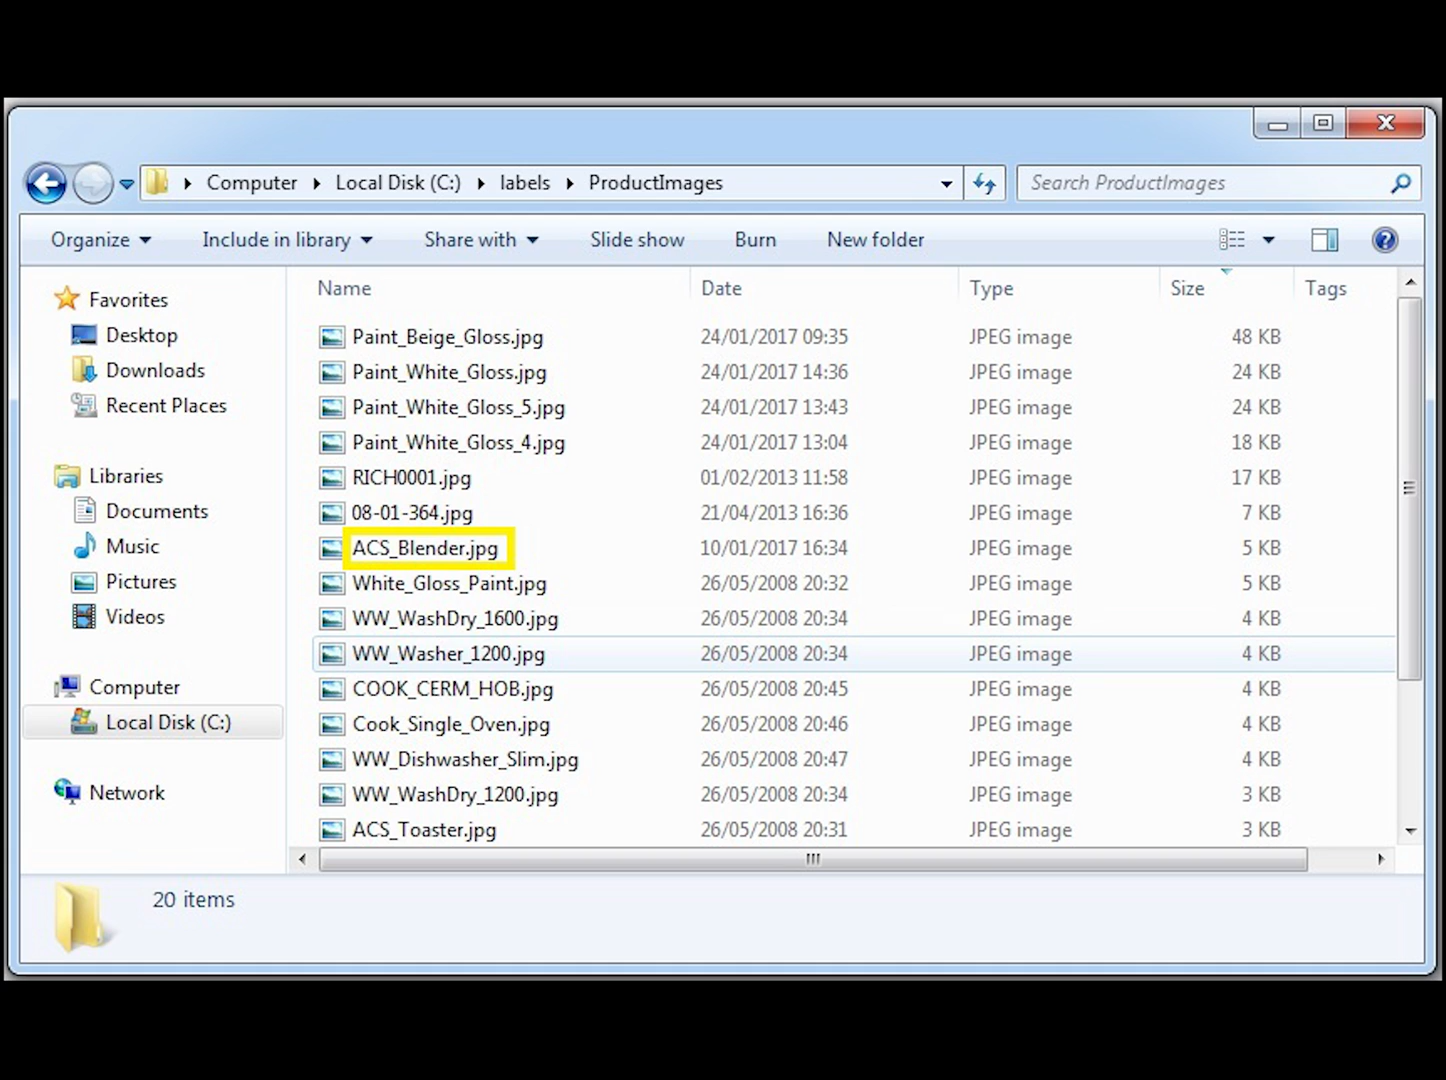 Computer Local Disk (C:) labels ProductImages Search ProductImages
Organize Include in library Share with Slide show Burn New folder
Favorites
Desktop
Downloads
Recent Places
Libraries
Documents
Music
Pictures
Videos
Computer
Local Disk (C:)
Network
Name Date Type Size Tags
Paint_Beige_Gloss.jpg 24/01/2017 09:35 JPEG image 48 KB
Paint_White_Gloss.jpg 24/01/2017 14:36 JPEG image 24 KB
Paint_White_Gloss_5.jpg 24/01/2017 13:43 JPEG image 24 KB
Paint_White_Gloss_4.jpg 24/01/2017 13:04 JPEG image 18 KB
RICH0001.jpg 01/02/2013 11:58 JPEG image 17 KB
08-01-364.jpg 21/04/2013 16:36 JPEG image 7 KB
ACS_Blender.jpg 10/01/2017 16:34 JPEG image 5 KB
White_Gloss_Paint.jpg 26/05/2008 20:32 JPEG image 5 KB
WW_WashDry_1600.jpg 26/05/2008 20:34 JPEG image 4 KB
WW_Washer_1200.jpg 26/05/2008 20:34 JPEG image 4 KB
COOK_CERM_HOB.jpg 26/05/2008 20:45 JPEG image 4 KB
Cook_Single_Oven.jpg 26/05/2008 20:46 JPEG image 4 KB
WW_Dishwasher_Slim.jpg 26/05/2008 20:47 JPEG image 4 KB
WW_WashDry_1200.jpg 26/05/2008 20:34 JPEG image 3 KB
ACS_Toaster.jpg 26/05/2008 20:31 JPEG image 3 KB
20 items